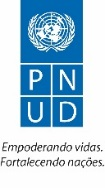 P N
U D
Empoderando vidas.
Fortalecendo nações.